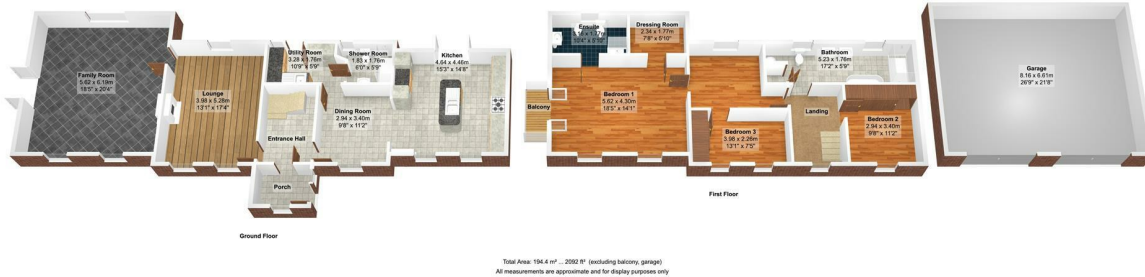 Family Room
5.62 x 6.19m
18'5" x 20'4"
Lounge
3.98 x 5.28m
13'1" x 17'4"
Utility Room
3.28 x 1.76m
10'9" x 5'9"
Shower Room
1.83 x 1.76m
6'0" x 5'9"
Kitchen
4.64 x 4.46m
15'3" x 14'8"
Dining Room
2.94 x 3.40m
9'8" x 11'2"
Entrance Hall
Porch
Ground Floor
Ensuite
10'4" x 5'10"
Dressing Room
2.34 x 1.77m
7'8" x 5'10"
Balcony
Bedroom 1
5.62 x 4.30m
18'5" x 14'1"
Bedroom 3
3.98 x 2.26m
13'1" x 7'5"
Bathroom
5.23 x 1.76m
17'2" x 5'9"
Landing
Bedroom 2
2.94 x 3.40m
9'8" x 11'2"
First Floor
Garage
8.16 x 6.61m
26'9" x 21'8"
Total Area: 194.4 m² ... 2092 ft² (excluding balcony, garage)
All measurements are approximate and for display purposes only